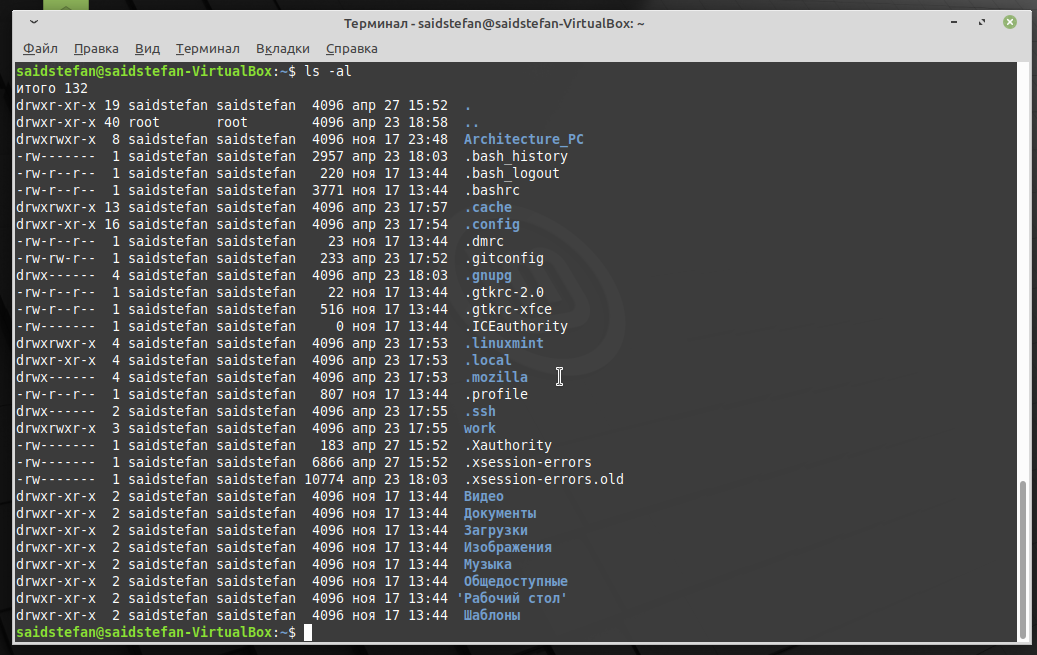 Терминал - saidstefan@saidstefan-VirtualBox: ~
Файл Правка Вид Терминал Вкладки Справка
saidstefan@saidstefan-VirtualBox:~$ ls -al
итого 132
drwxr-xr-x 19 saidstefan saidstefan  4096 апр 27 15:52  .
drwxr-xr-x 40 root       root        4096 апр 23 18:58  ..
drwxrwxr-x  8 saidstefan saidstefan  4096 ноя 17 23:48  Architecture_PC
-rw-------  1 saidstefan saidstefan  2957 апр 23 18:03  .bash_history
-rw-r--r--  1 saidstefan saidstefan   220 ноя 17 13:44  .bash_logout
-rw-r--r--  1 saidstefan saidstefan  3771 ноя 17 13:44  .bashrc
drwxrwxr-x 13 saidstefan saidstefan  4096 апр 23 17:57  .cache
drwxr-xr-x 16 saidstefan saidstefan  4096 апр 23 17:54  .config
-rw-r--r--  1 saidstefan saidstefan    23 ноя 17 13:44  .dmrc
-rw-rw-r--  1 saidstefan saidstefan   233 апр 23 17:52  .gitconfig
drwx------  4 saidstefan saidstefan  4096 апр 23 18:03  .gnupg
-rw-r--r--  1 saidstefan saidstefan    22 ноя 17 13:44  .gtkrc-2.0
-rw-r--r--  1 saidstefan saidstefan   516 ноя 17 13:44  .gtkrc-xfce
-rw-------  1 saidstefan saidstefan     0 ноя 17 13:44  .ICEauthority
drwxrwxr-x  4 saidstefan saidstefan  4096 апр 23 17:53  .linuxmint
drwxr-xr-x  4 saidstefan saidstefan  4096 апр 23 17:53  .local
drwx------  4 saidstefan saidstefan  4096 апр 23 17:53  .mozilla
-rw-r--r--  1 saidstefan saidstefan   807 ноя 17 13:44  .profile
drwx------  2 saidstefan saidstefan  4096 апр 23 17:55  .ssh
drwxrwxr-x  3 saidstefan saidstefan  4096 апр 23 17:55  work
-rw-------  1 saidstefan saidstefan   183 апр 27 15:52  .Xauthority
-rw-------  1 saidstefan saidstefan  6866 апр 27 15:52  .xsession-errors
-rw-------  1 saidstefan saidstefan 10774 апр 23 18:03  .xsession-errors.old
drwxr-xr-x  2 saidstefan saidstefan  4096 ноя 17 13:44  Видео
drwxr-xr-x  2 saidstefan saidstefan  4096 ноя 17 13:44  Документы
drwxr-xr-x  2 saidstefan saidstefan  4096 ноя 17 13:44  Загрузки
drwxr-xr-x  2 saidstefan saidstefan  4096 ноя 17 13:44  Изображения
drwxr-xr-x  2 saidstefan saidstefan  4096 ноя 17 13:44  Музыка
drwxr-xr-x  2 saidstefan saidstefan  4096 ноя 17 13:44  Общедоступные
drwxr-xr-x  2 saidstefan saidstefan  4096 ноя 17 13:44 'Рабочий стол'
drwxr-xr-x  2 saidstefan saidstefan  4096 ноя 17 13:44  Шаблоны
saidstefan@saidstefan-VirtualBox:~$